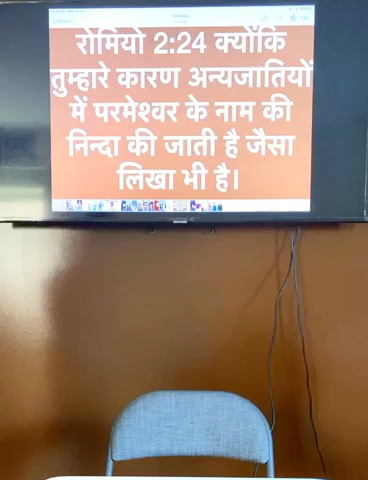 रोमियो 2:24 क्योंकि
तुम्हारे कारण अन्यजातियों
में परमेश्वर के नाम की
निन्दा की जाती है जैसा
लिखा भी है।